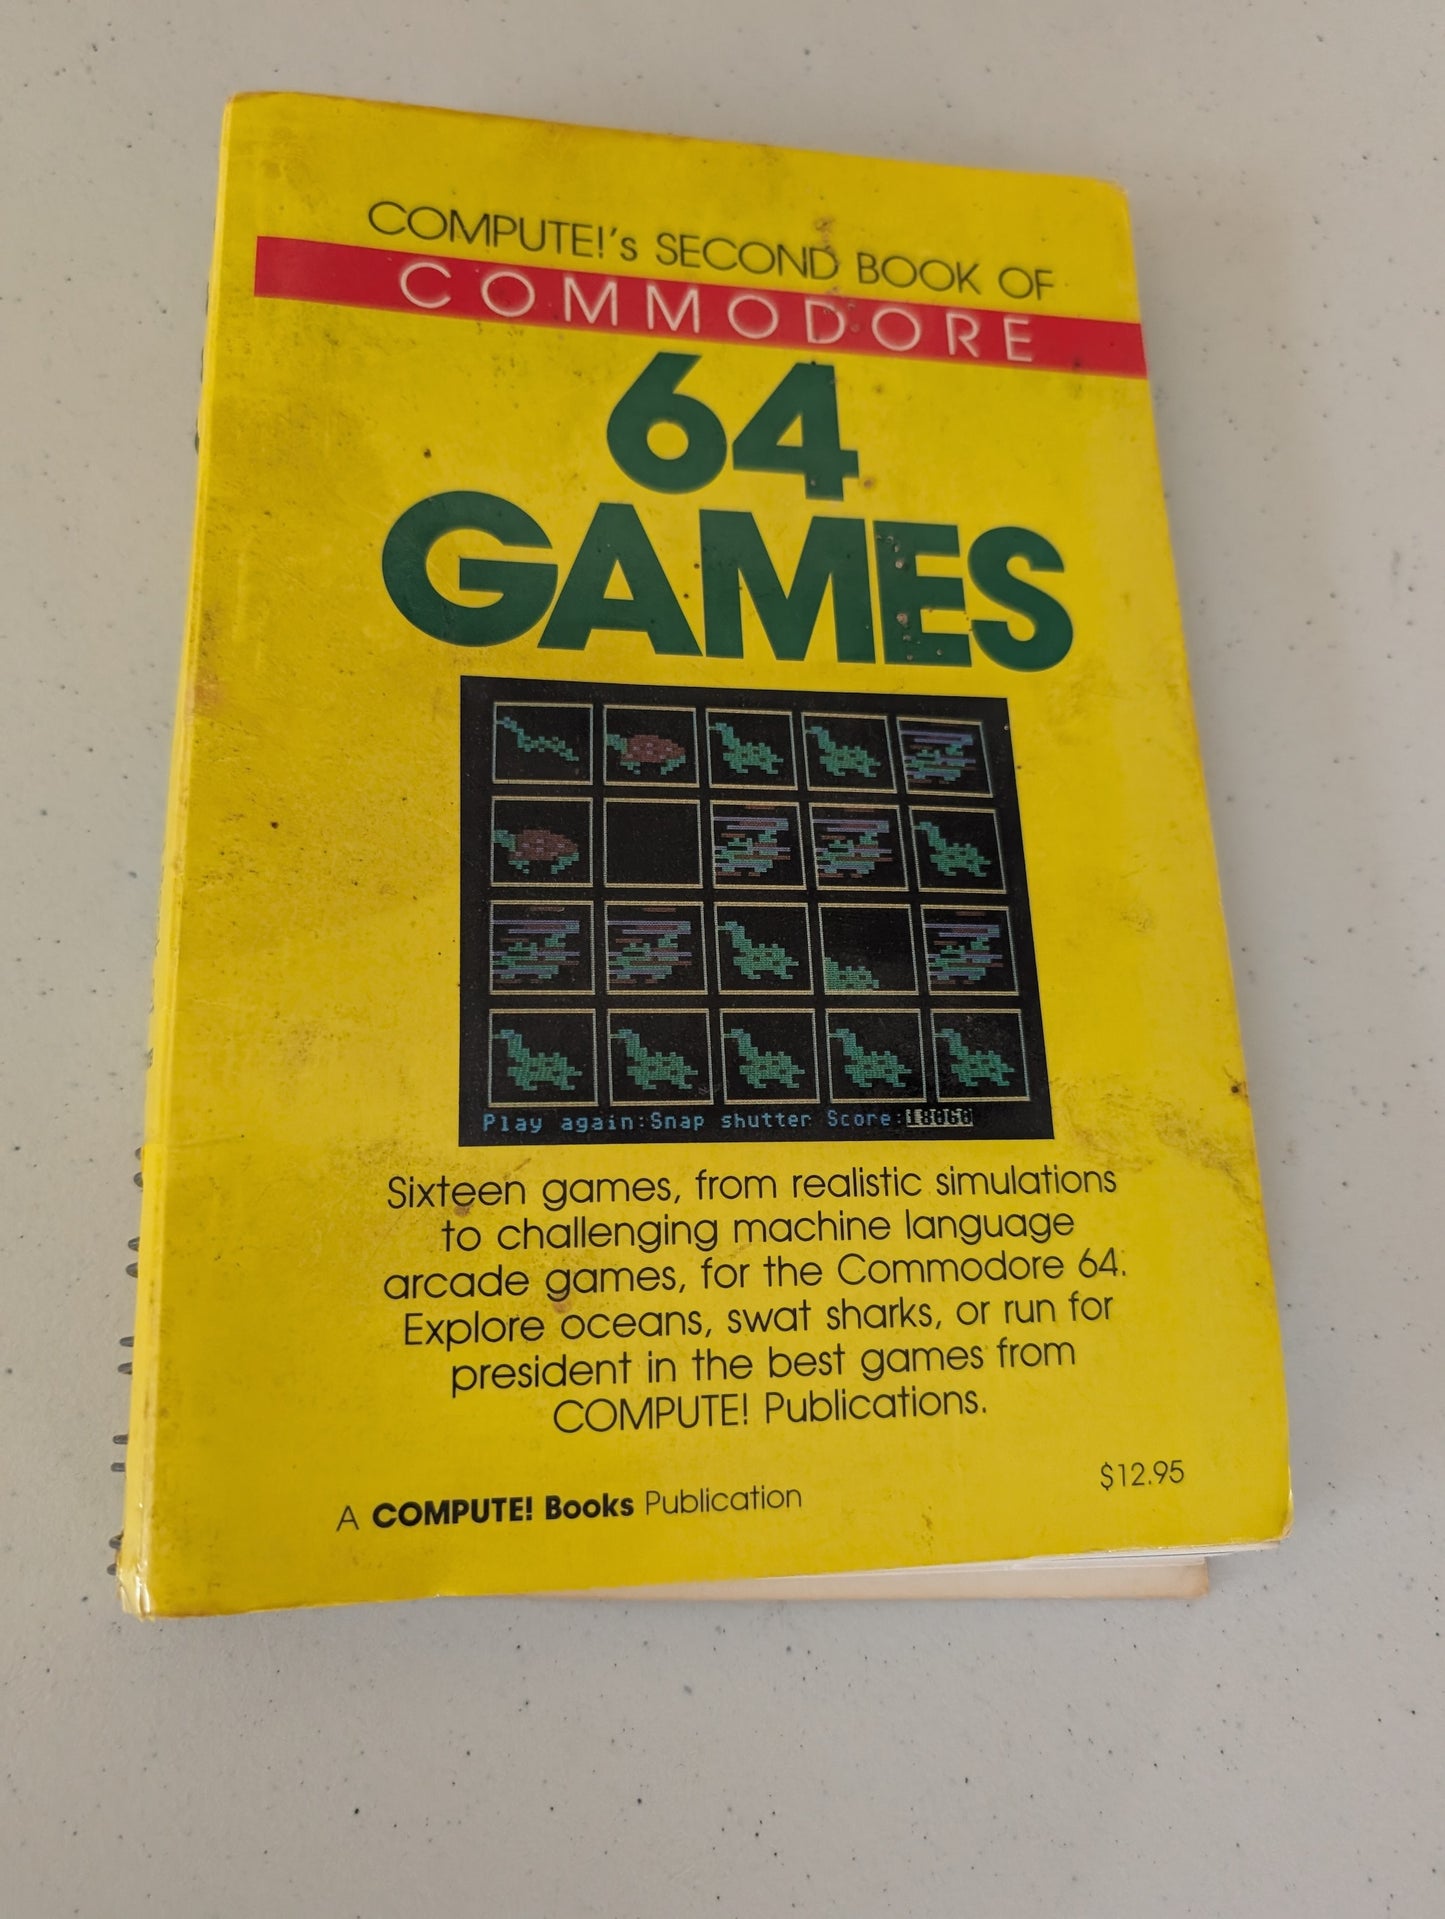 COMPUTE!'s SECOND BOOK OF
COMMODORE
64
GAMES
Play again:Snap shutter Score:18060
Sixteen games, from realistic simulations
to challenging machine language
arcade games, for the Commodore 64.
Explore oceans, swat sharks, or run for
president in the best games from
COMPUTE! Publications.
$12.95
A COMPUTE! Books Publication